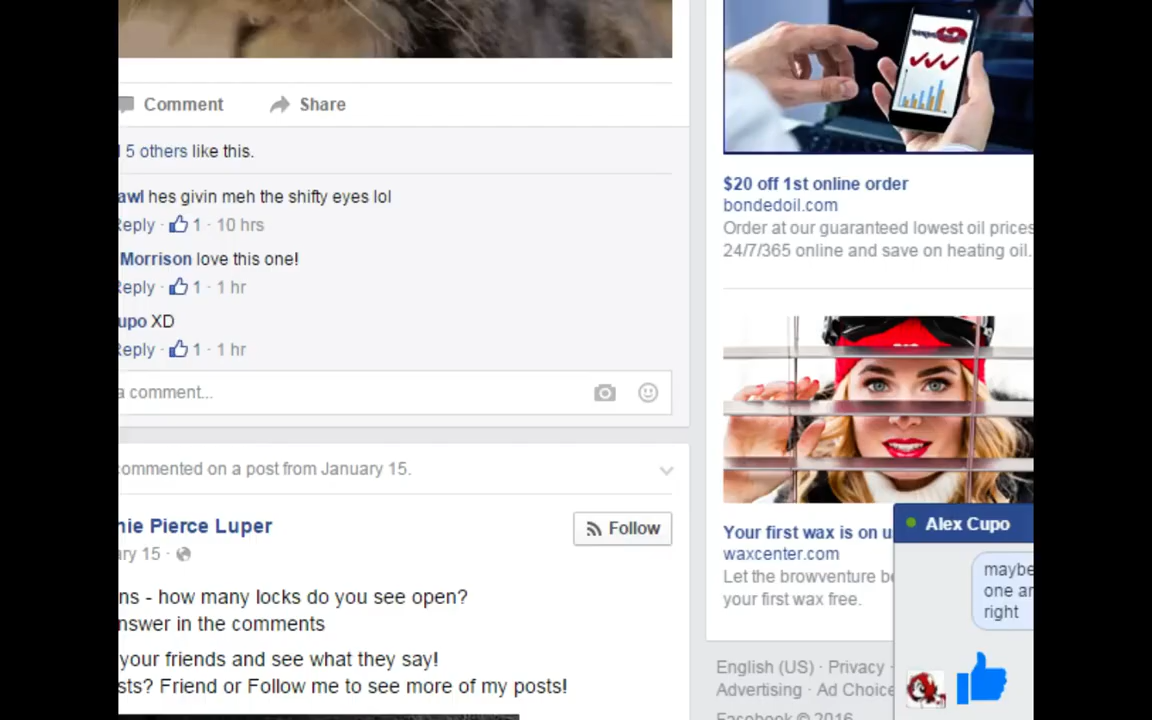 Comment Share
5 others like this.
awl hes givin meh the shifty eyes lol
Reply · 1 · 10 hrs
Morrison love this one!
Reply · 1 · 1 hr
upo XD
Reply · 1 · 1 hr
a comment...
commented on a post from January 15.
nie Pierce Luper
Follow
ary 15 ·
ns - how many locks do you see open?
nswer in the comments
your friends and see what they say!
sts? Friend or Follow me to see more of my posts!
$20 off 1st online order
bondedoil.com
Order at our guaranteed lowest oil prices
24/7/365 online and save on heating oil.
Your first wax is on u
waxcenter.com
Let the browventure be
your first wax free.
English (US) · Privacy ·
Advertising · Ad Choice
Facebook © 2016
Alex Cupo
maybe
one ar
right